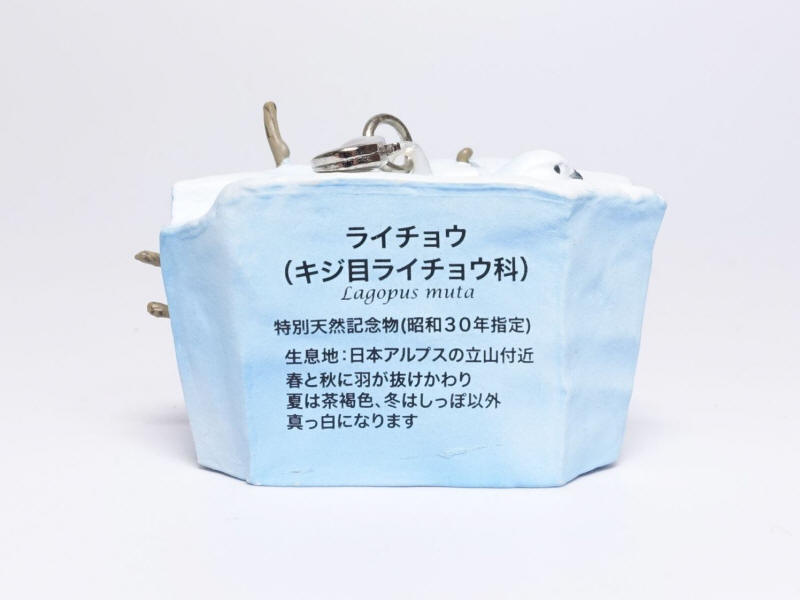 ライチョウ
(キジ目ライチョウ科)
Lagopus muta
特別天然記念物(昭和30年指定)
生息地:日本アルプスの立山付近
春と秋に羽が抜けかわり
夏は茶褐色、冬はしっぽ以外
真っ白になります